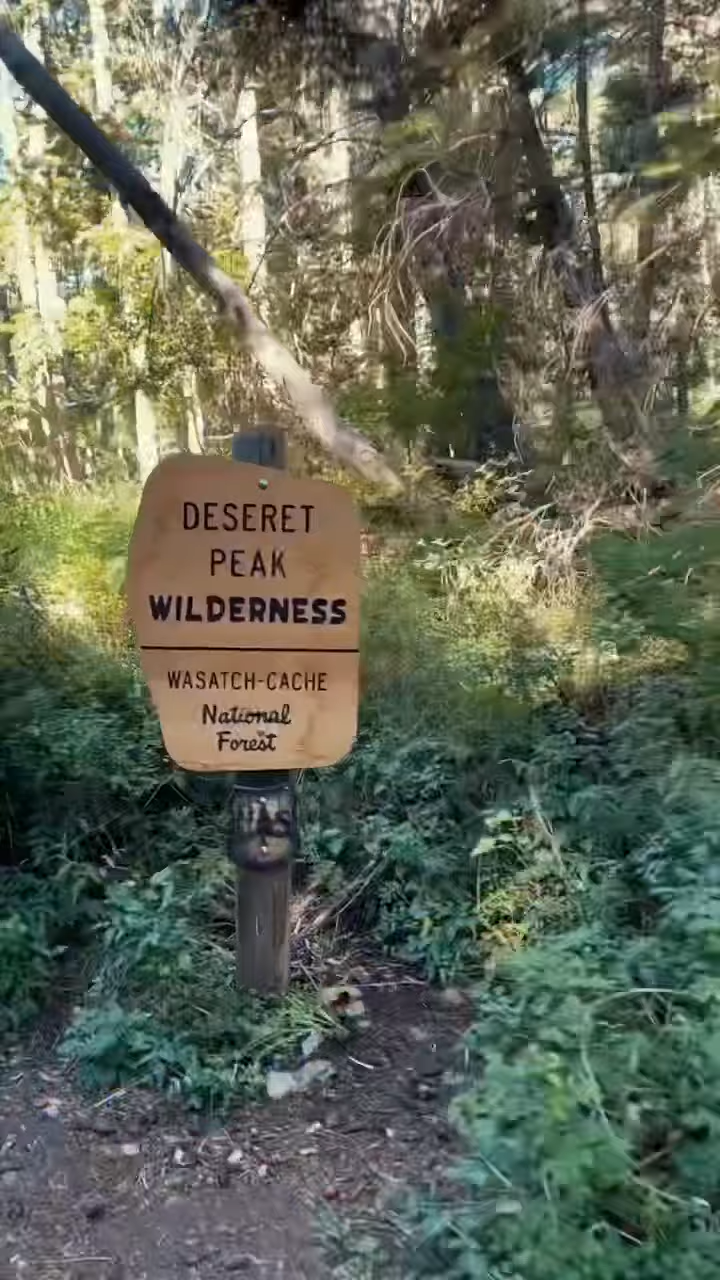 DESERET
PEAK
WILDERNESS
WASATCH-CACHE
National
Forest